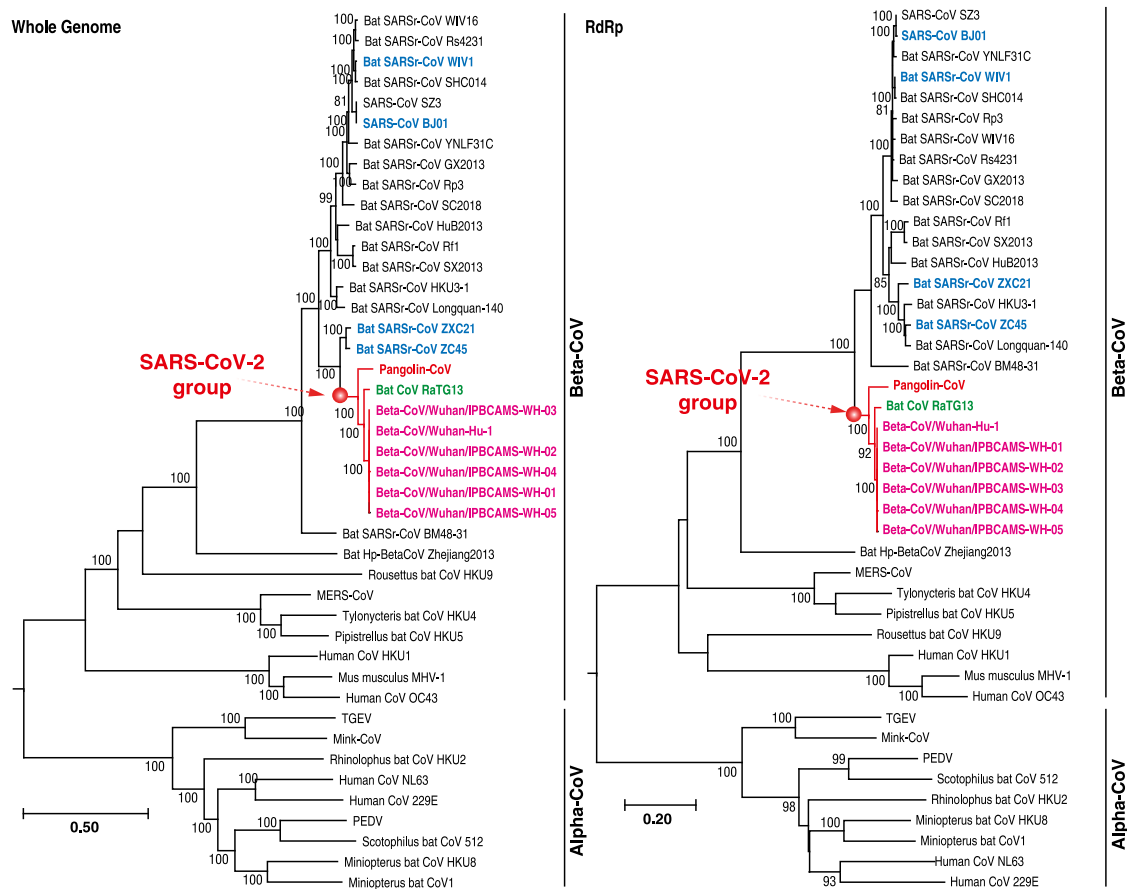 Whole Genome
100
Bat SARSr-CoV WIV16
100
Bat SARSr-CoV Rs4231
100
Bat SARSr-CoV WIV1
100
Bat SARSr-CoV SHC014
81
SARS-CoV SZ3
100
SARS-CoV BJ01
100
Bat SARSr-CoV YNLF31C
100
Bat SARSr-CoV GX2013
100
Bat SARSr-CoV Rp3
99
Bat SARSr-CoV SC2018
Bat SARSr-CoV HuB2013
100
Bat SARSr-CoV Rf1
100
Bat SARSr-CoV SX2013
Bat SARSr-CoV HKU3-1
100
100
Bat SARSr-CoV Longquan-140
100
Bat SARSr-CoV ZXC21
Bat SARSr-CoV ZC45
100
SARS-CoV-2
group
Pangolin-CoV
Bat CoV RaTG13
100
Beta-CoV/Wuhan/IPBCAMS-WH-03
100
Beta-CoV/Wuhan-Hu-1
100
Beta-CoV/Wuhan/IPBCAMS-WH-02
100
Beta-CoV/Wuhan/IPBCAMS-WH-04
100
Beta-CoV/Wuhan/IPBCAMS-WH-01
Beta-CoV/Wuhan/IPBCAMS-WH-05
Bat SARSr-CoV BM48-31
100
Bat Hp-BetaCoV Zhejiang2013
Rousettus bat CoV HKU9
100
MERS-CoV
100
Tylonycteris bat CoV HKU4
100
Pipistrellus bat CoV HKU5
Human CoV HKU1
100
Mus musculus MHV-1
100
Human CoV OC43
Beta-CoV
100
TGEV
Mink-CoV
100
Rhinolophus bat CoV HKU2
100
Human CoV NL63
100
Human CoV 229E
100
100
PEDV
100
Scotophilus bat CoV 512
100
Miniopterus bat CoV HKU8
100
Miniopterus bat CoV1
Alpha-CoV
0.50
RdRp
100
SARS-CoV SZ3
100
SARS-CoV BJ01
Bat SARSr-CoV YNLF31C
100
Bat SARSr-CoV WIV1
100
Bat SARSr-CoV SHC014
81
Bat SARSr-CoV Rp3
Bat SARSr-CoV WIV16
100
Bat SARSr-CoV Rs4231
Bat SARSr-CoV GX2013
Bat SARSr-CoV SC2018
100
Bat SARSr-CoV Rf1
100
Bat SARSr-CoV SX2013
Bat SARSr-CoV HuB2013
85
Bat SARSr-CoV ZXC21
100
Bat SARSr-CoV HKU3-1
100
Bat SARSr-CoV ZC45
Bat SARSr-CoV Longquan-140
100
Bat SARSr-CoV BM48-31
SARS-CoV-2
group
Pangolin-CoV
Bat CoV RaTG13
100
Beta-CoV/Wuhan-Hu-1
92
Beta-CoV/Wuhan/IPBCAMS-WH-01
Beta-CoV/Wuhan/IPBCAMS-WH-02
100
Beta-CoV/Wuhan/IPBCAMS-WH-03
Beta-CoV/Wuhan/IPBCAMS-WH-04
Beta-CoV/Wuhan/IPBCAMS-WH-05
100
Bat Hp-BetaCoV Zhejiang2013
100
MERS-CoV
100
Tylonycteris bat CoV HKU4
Pipistrellus bat CoV HKU5
Rousettus bat CoV HKU9
Human CoV HKU1
100
Mus musculus MHV-1
100
Human CoV OC43
Beta-CoV
100
TGEV
Mink-CoV
100
99
PEDV
Scotophilus bat CoV 512
98
Rhinolophus bat CoV HKU2
100
Miniopterus bat CoV HKU8
Miniopterus bat CoV1
Human CoV NL63
93
Human CoV 229E
Alpha-CoV
0.20